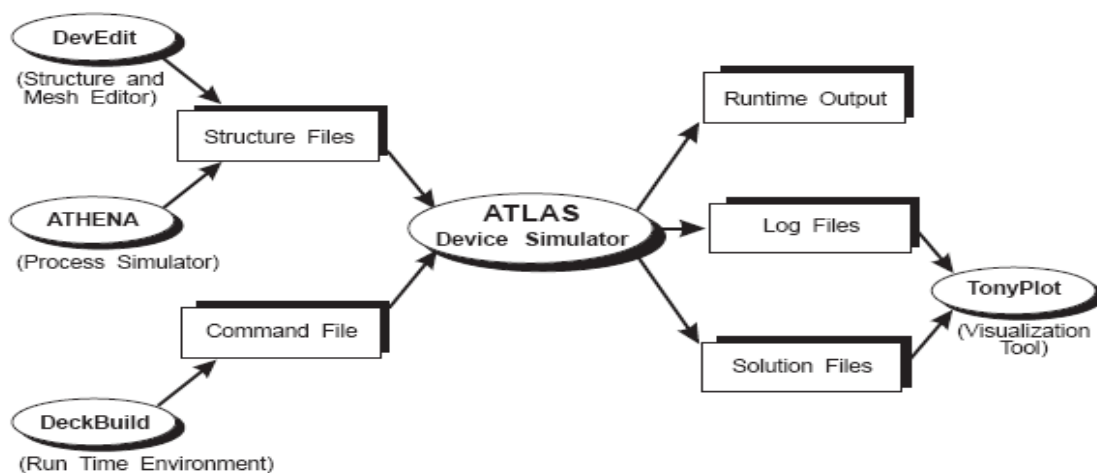 DevEdit
(Structure and
Mesh Editor)
Structure Files
ATHENA
(Process Simulator)
Command File
DeckBuild
(Run Time Environment)
ATLAS
Device Simulator
Runtime Output
Log Files
Solution Files
TonyPlot
(Visualization
Tool)